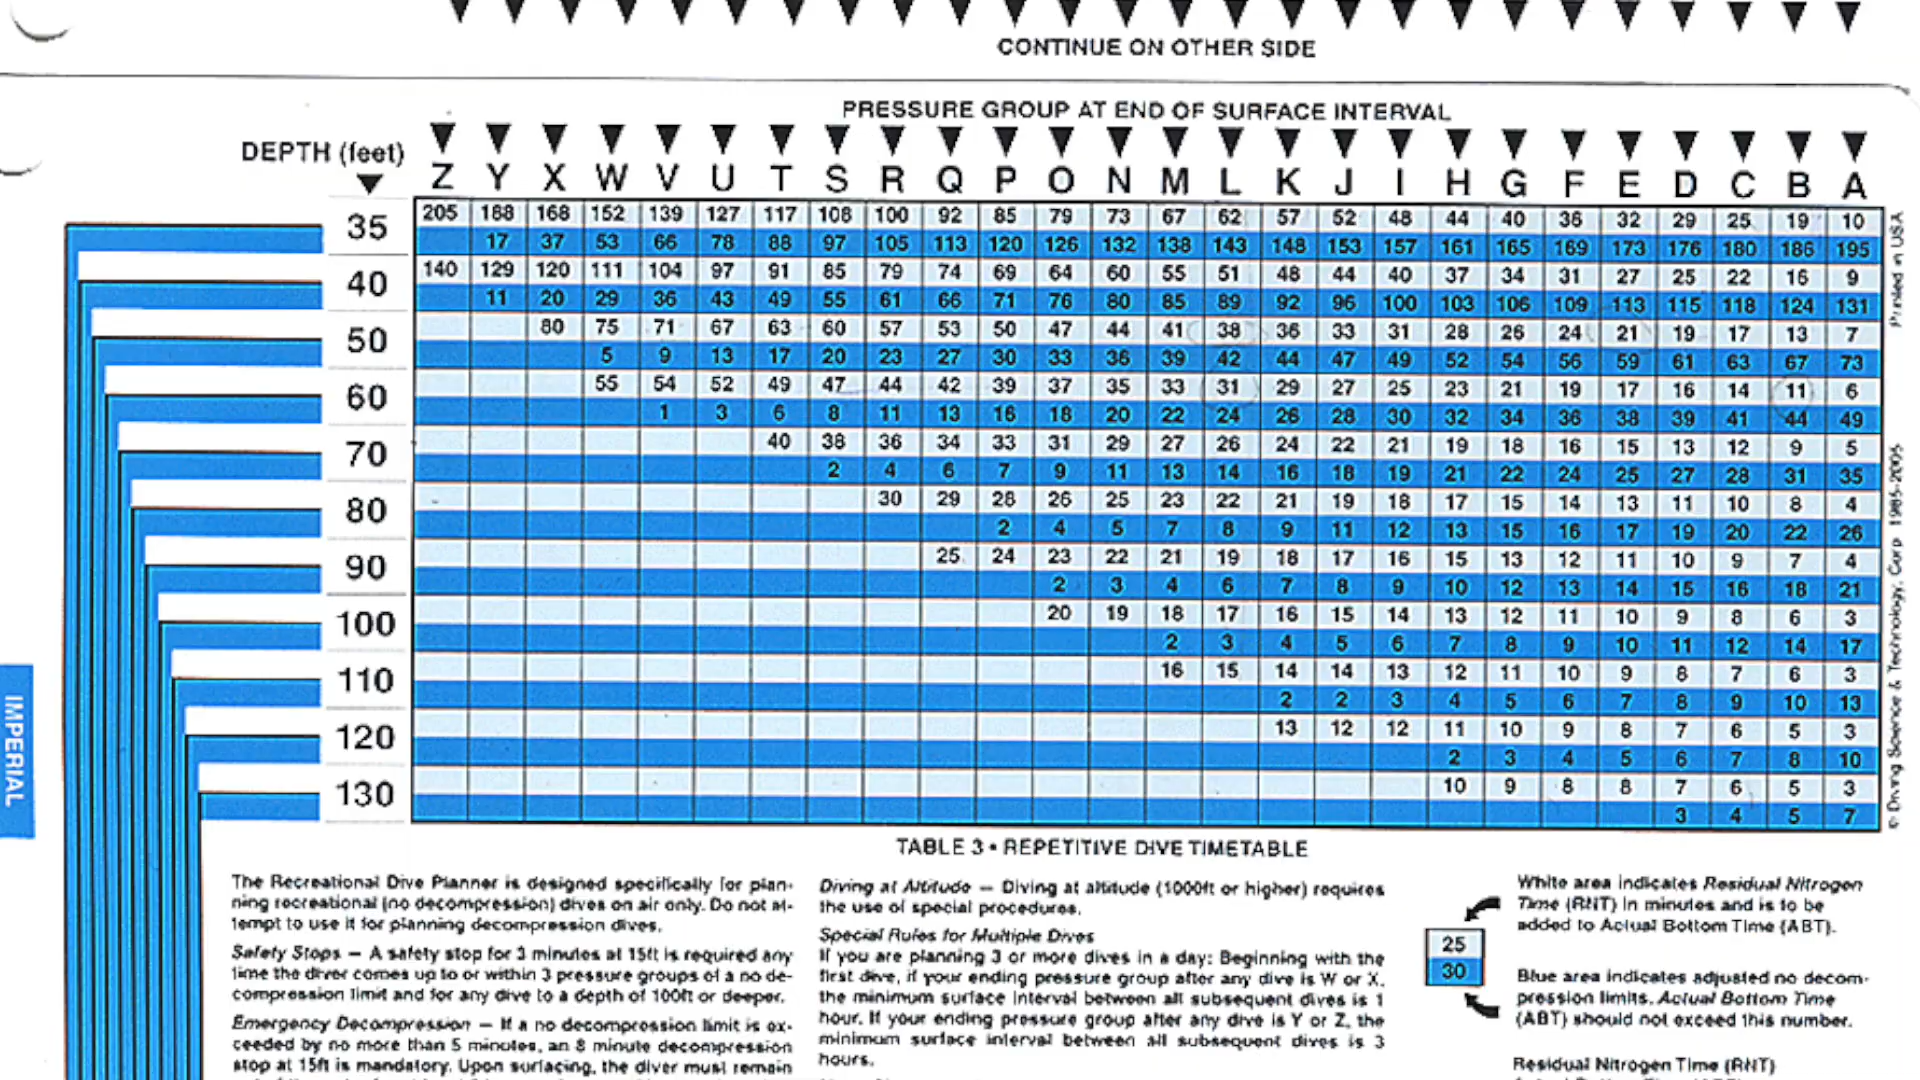 CONTINUE ON OTHER SIDE
PRESSURE GROUP AT END OF SURFACE INTERVAL
DEPTH (feet)
Z Y X W V U T S R Q P O N M L K J I H G F E D C B A
35 205 188 168 152 139 127 117 108 100 92 85 79 73 67 62 57 52 48 44 40 36 32 29 25 19 10
17 37 53 66 78 88 97 105 113 120 126 132 138 143 148 153 157 161 165 169 173 176 180 186 195
40 140 129 120 111 104 97 91 85 79 74 69 64 60 55 51 48 44 40 37 34 31 27 25 22 16 9
11 20 29 36 43 49 55 61 66 71 76 80 85 89 92 96 100 103 106 109 113 115 118 124 131
50 80 75 71 67 63 60 57 53 50 47 44 41 38 36 33 31 28 26 24 21 19 17 13 7
5 9 13 17 20 23 27 30 33 36 39 42 44 47 49 52 54 56 59 61 63 67 73
60 55 54 52 49 47 44 42 39 37 35 33 31 29 27 25 23 21 19 17 16 14 11 6
1 3 6 8 11 13 16 18 20 22 24 26 28 30 32 34 36 38 39 41 44 49
70 40 38 36 34 33 31 29 27 26 24 22 21 19 18 16 15 13 12 9 5
2 4 6 7 9 11 13 14 16 18 19 21 22 24 25 27 28 31 35
80 30 29 28 26 25 23 22 21 19 18 17 15 14 13 11 10 8 4
2 4 5 7 8 9 11 12 13 15 16 17 19 20 22 26
90 25 24 23 22 21 19 18 17 16 15 13 12 11 10 9 7 4
2 3 4 6 7 8 9 10 12 13 14 15 16 18 21
100 20 19 18 17 16 15 14 13 12 11 10 9 8 6 3
2 3 4 5 6 7 8 9 10 11 12 14 17
110 16 15 14 14 13 12 11 10 9 8 7 6 3
2 2 3 4 5 6 7 8 9 10 13
120 13 12 12 11 10 9 8 7 6 5 3
2 3 4 5 6 7 8 10
130 10 9 8 8 7 6 5 3
3 4 5 7
IMPERIAL
Printed in USA
© Diving Science & Technology, Corp 1985-2005
TABLE 3 • REPETITIVE DIVE TIMETABLE
The Recreational Dive Planner is designed specifically for plan-
ning recreational (no decompression) dives on air only. Do not at-
tempt to use it for planning decompression dives.
Safety Stops — A safety stop for 3 minutes at 15ft is required any
time the diver comes up to or within 3 pressure groups of a no de-
compression limit and for any dive to a depth of 100ft or deeper.
Emergency Decompression — If a no decompression limit is ex-
ceeded by no more than 5 minutes, an 8 minute decompression
stop at 15ft is mandatory. Upon surfacing, the diver must remain
Diving at Altitude — Diving at altitude (1000ft or higher) requires
the use of special procedures.
Special Rules for Multiple Dives
If you are planning 3 or more dives in a day: Beginning with the
first dive, if your ending pressure group after any dive is W or X,
the minimum surface interval between all subsequent dives is 1
hour. If your ending pressure group after any dive is Y or Z, the
minimum surface interval between all subsequent dives is 3
hours.
25
30
White area indicates Residual Nitrogen
Time (RNT) in minutes and is to be
added to Actual Bottom Time (ABT).
Blue area indicates adjusted no decom-
pression limits. Actual Bottom Time
(ABT) should not exceed this number.
Residual Nitrogen Time (RNT)